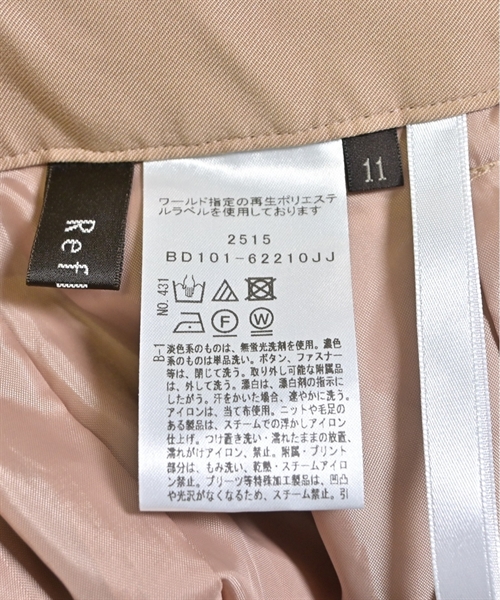 Ref
11
ワールド指定の再生ポリエステ
ルラベルを使用しております
2515
BD101-62210JJ
NO.431
F
W
B-1
淡色系のものは、無蛍光洗剤を使用。濃色
系のものは単品洗い。ボタン、ファスナー
等は、閉じて洗う。取り外し可能な附属品
は、外して洗う。漂白は、漂白剤の指示に
したがう。汗をかいた場合、速やかに洗う。
アイロンは、当て布使用。ニットや毛足の
ある製品は、スチームでの浮かしアイロン
仕上げ。つけ置き洗い・濡れたままの放置、
濡れがけアイロン、禁止。附属・プリント
部分は、もみ洗い、乾燥・スチームアイロ
ン禁止。プリーツ等特殊加工製品は、凹凸
や光沢がなくなるため、スチーム禁止。引